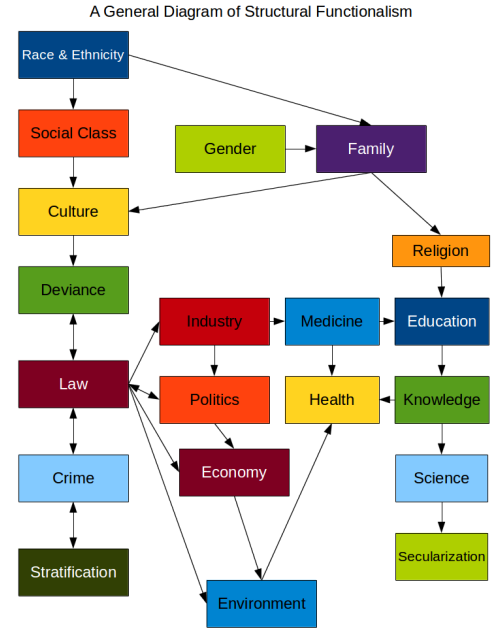 A General Diagram of Structural Functionalism
Race & Ethnicity
Social Class
Gender
Family
Culture
Religion
Deviance
Industry
Medicine
Education
Law
Politics
Health
Knowledge
Economy
Crime
Science
Stratification
Secularization
Environment